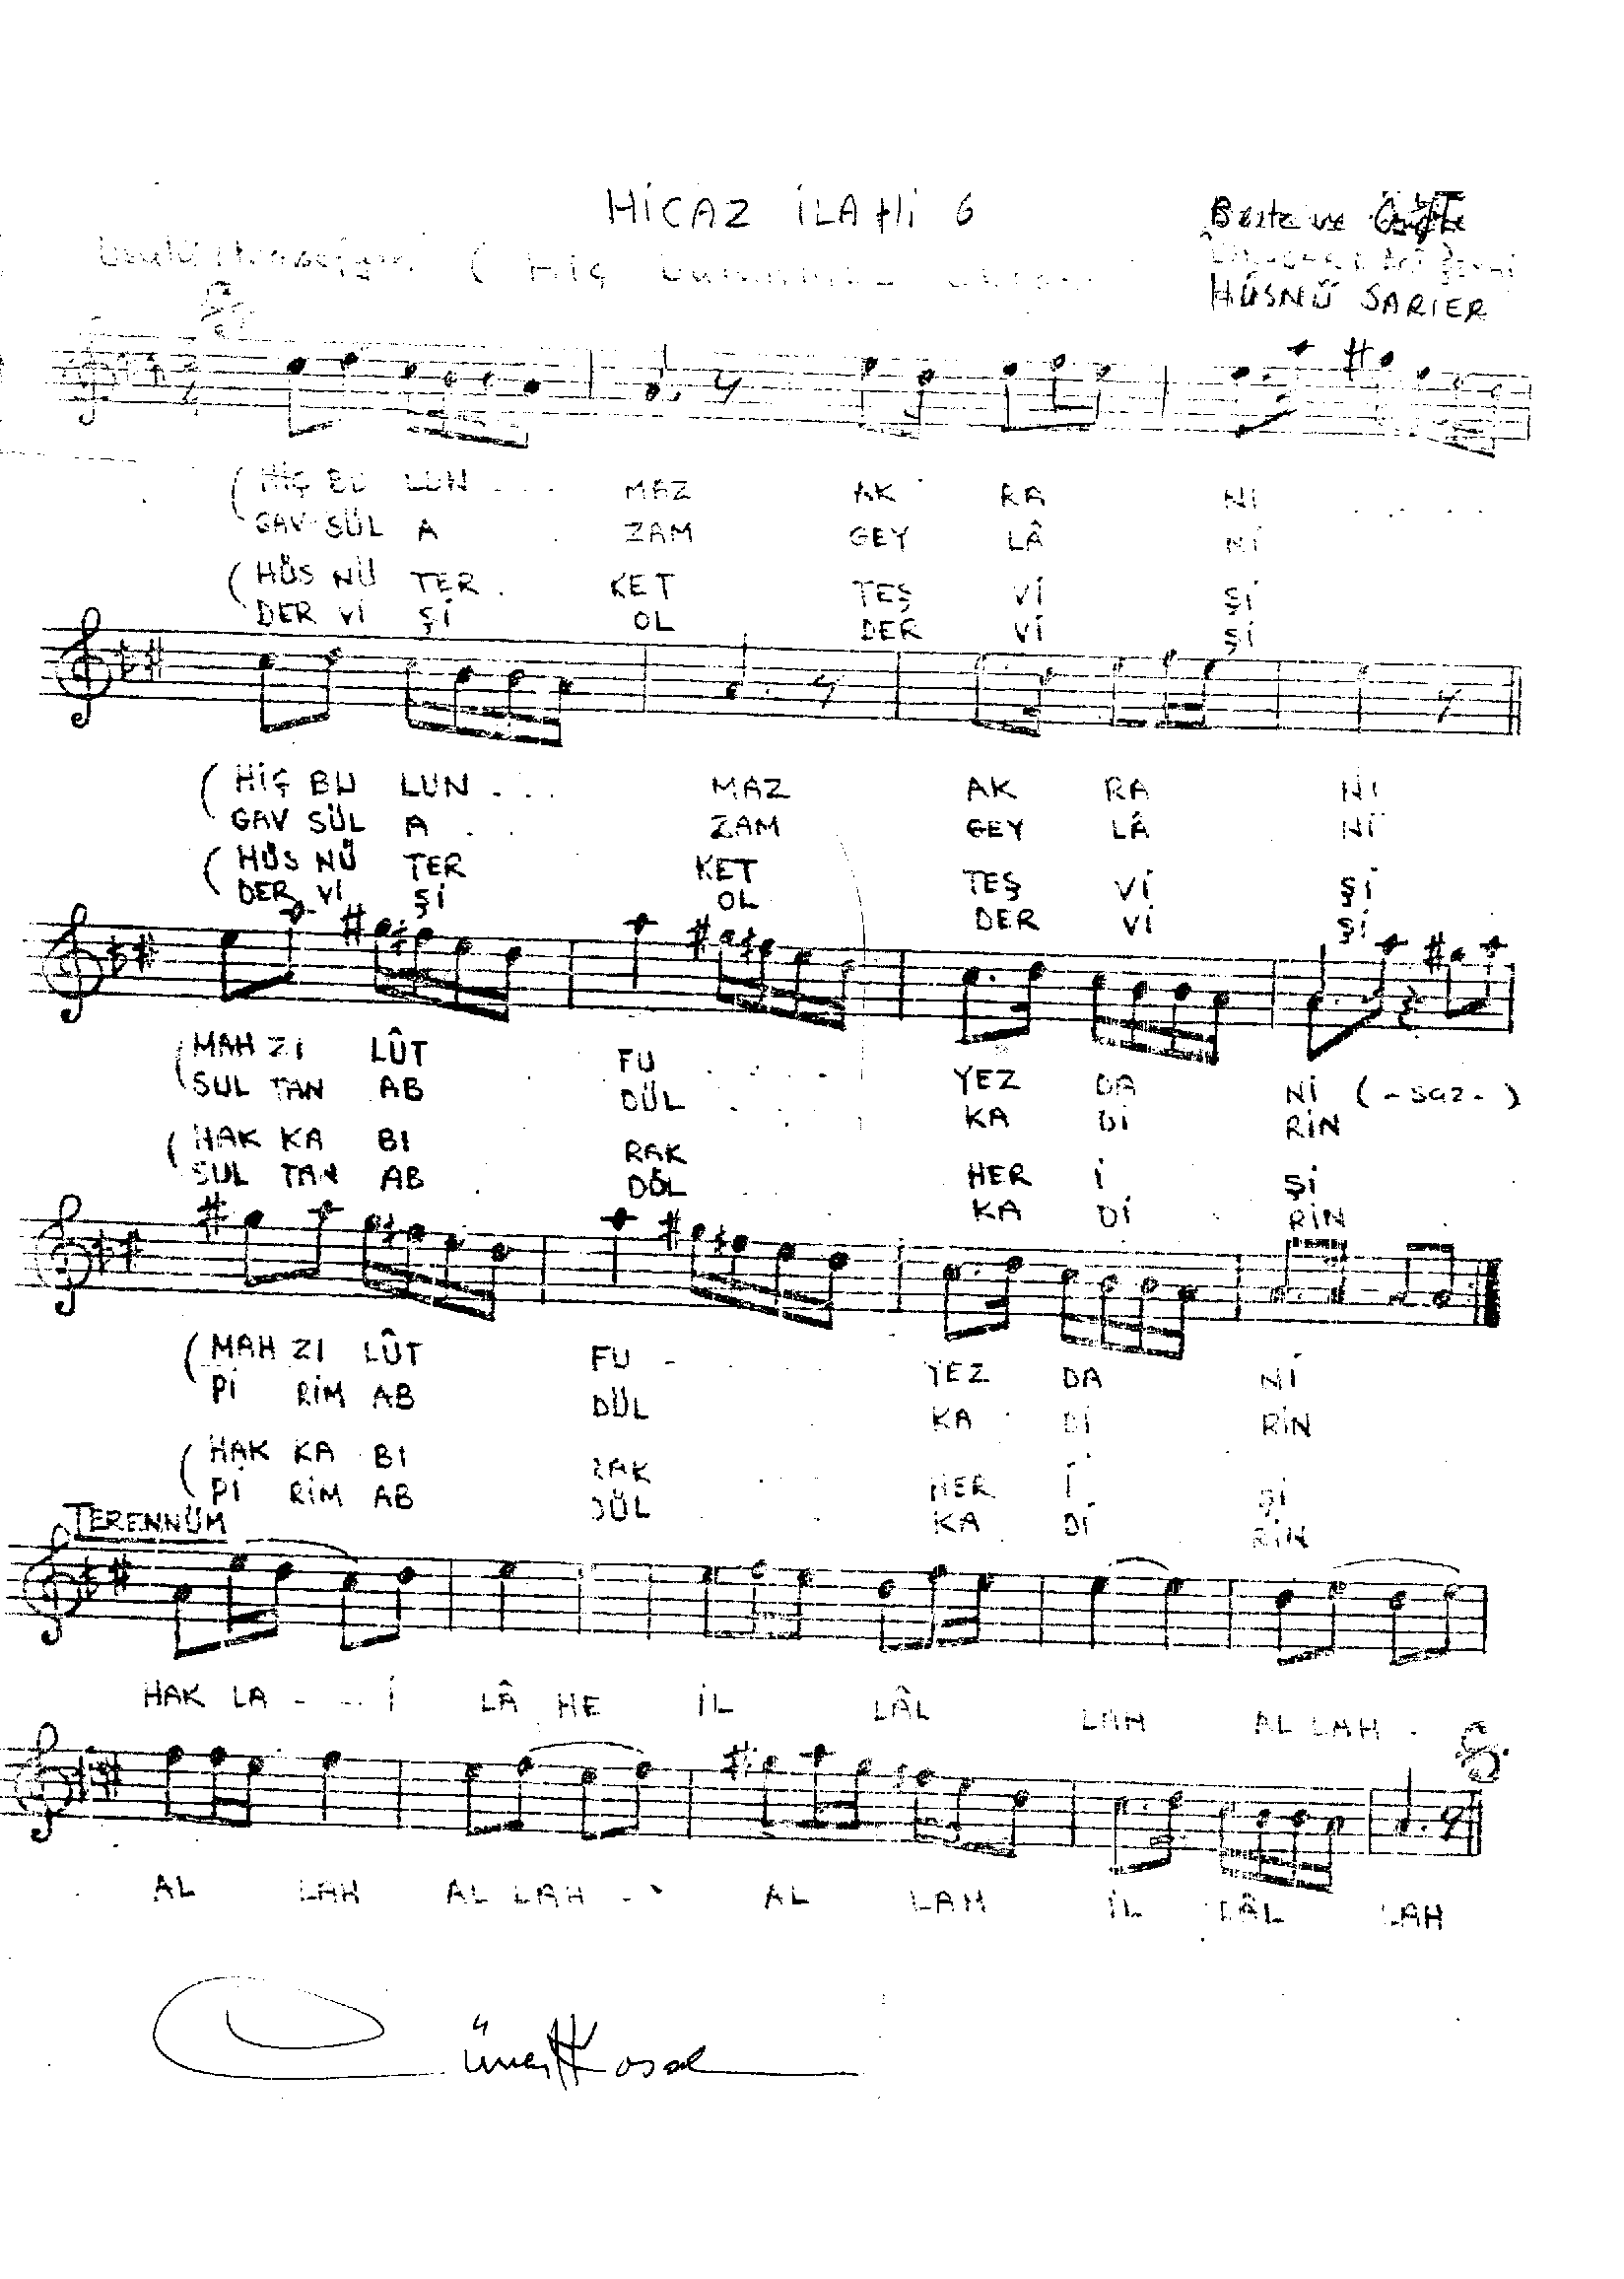 HİCAZ İLAHİ 6
Beste ve Güfte
( HİÇ
HÜSNÜ SARIER
(HİÇ BU LUN . . . MAZ AK RA NI . . . . .
GAV SÜL A . ZAM GEY LÂ Nİ
(HÜS NÜ TER . KET TEŞ Vİ Şİ
DER Vİ Şİ OL DER Vİ Şİ
(HİÇ BU LUN . . . MAZ AK RA NI
GAV SÜL A . . . ZAM GEY LÂ Nİ
(HÜS NÜ TER KET TEŞ Vİ Şİ
DER Vİ Şİ OL DER Vİ Şİ
(MAH ZI LÛT FU . . . . . YEZ DA Nİ ( - saz - )
SUL TAN AB DÜL . . . . KA Dİ RİN
(HAK KA BI RAK HER İ Şİ
SUL TAN AB . DÜL KA Dİ . RİN
(MAH ZI LÛT FU - . . . YEZ DA Nİ
Pİ RİM AB DÜL . . KA Dİ RİN
(HAK KA BI RAK . . . HER İ Şİ
Pİ RİM AB DÜL . . KA Dİ RİN
TERENNÜM
HAK LA - - - İ LÂ HE İL LÂL LAH AL LAH .
AL LAH AL LAH - - AL LAH İL LÂL LAH